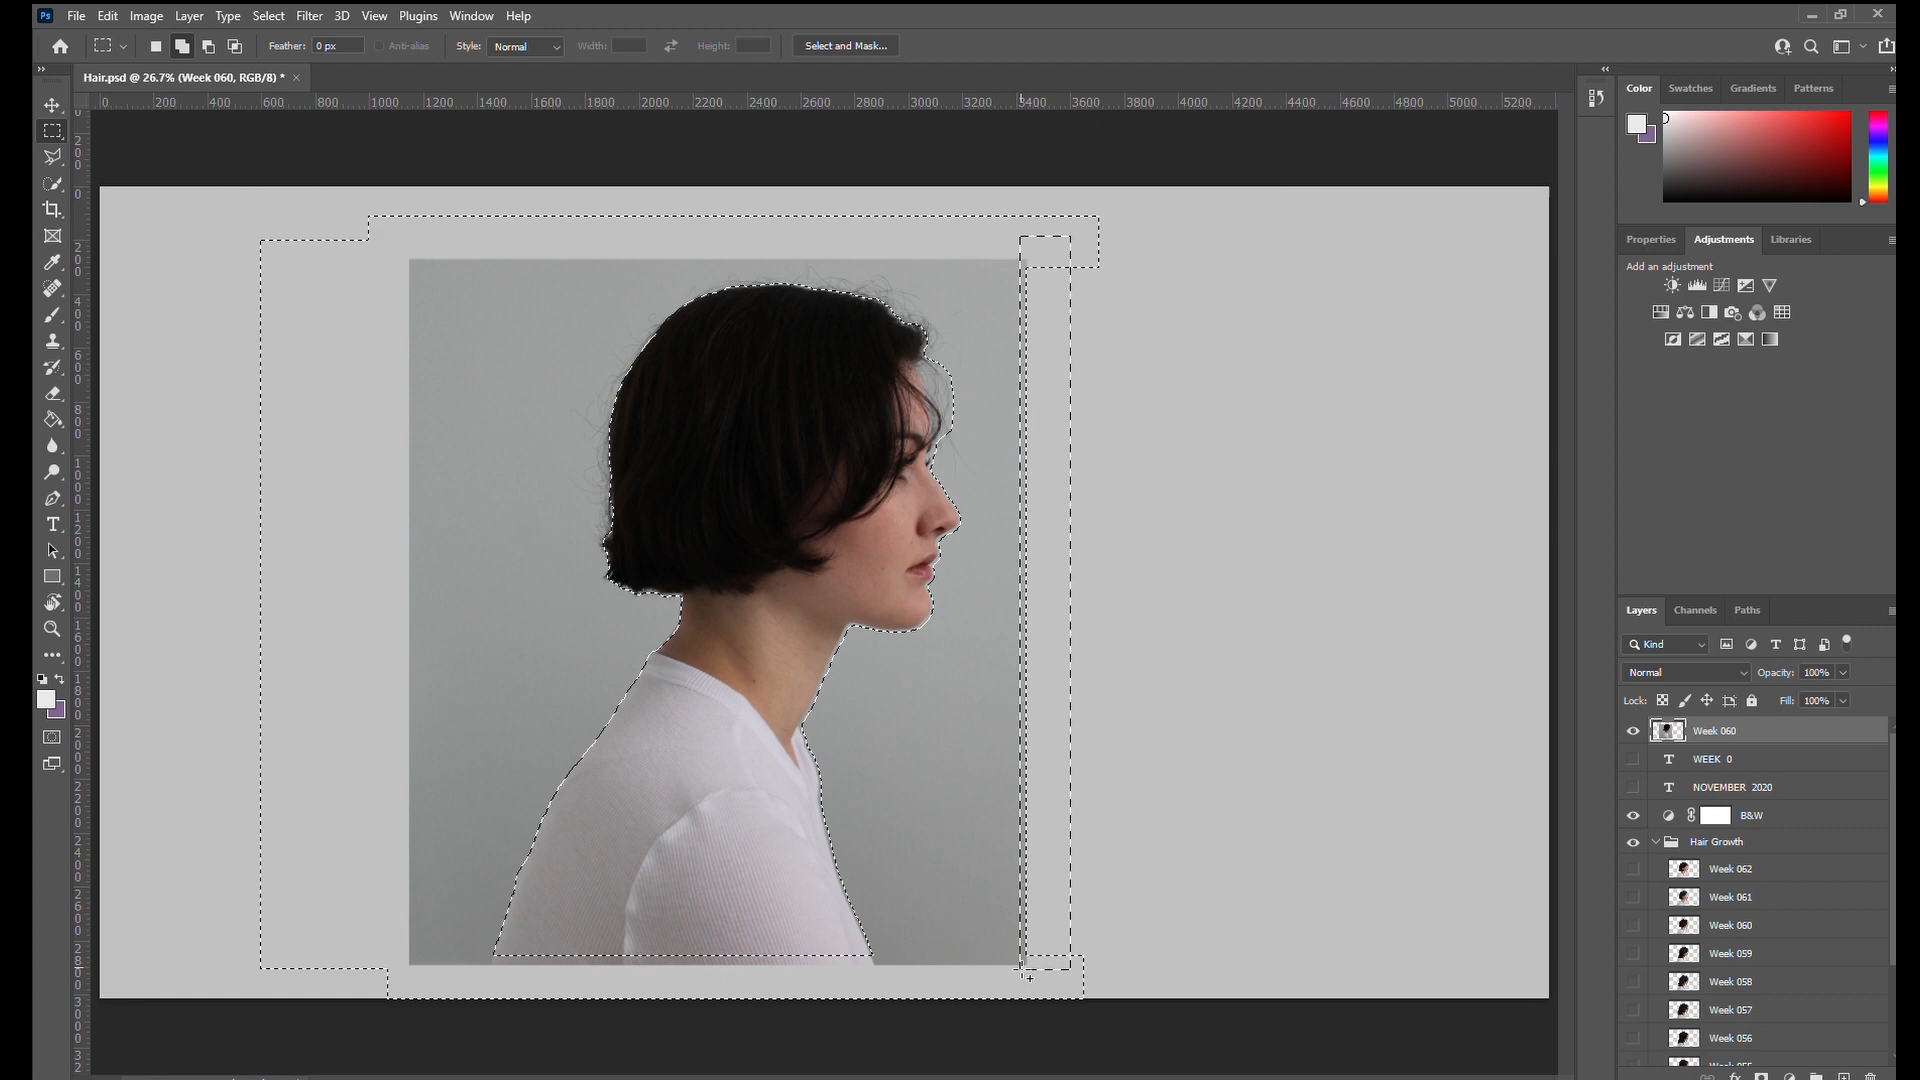 Ps File Edit Image Layer Type Select Filter 3D View Plugins Window Help
Feather: 0 px Anti-alias Style: Normal Width: Height: Select and Mask...
Hair.psd @ 26.7% (Week 060, RGB/8) *
0 200 400 600 800 1000 1200 1400 1600 1800 2000 2200 2400 2600 2800 3000 3200 3400 3600 3800 4000 4200 4400 4600 4800 5000 5200
Color Swatches Gradients Patterns
Properties Adjustments Libraries
Add an adjustment
Layers Channels Paths
Kind
Normal Opacity: 100%
Lock: Fill: 100%
Week 060
T WEEK 0
T NOVEMBER 2020
B&W
Hair Growth
Week 062
Week 061
Week 060
Week 059
Week 058
Week 057
Week 056